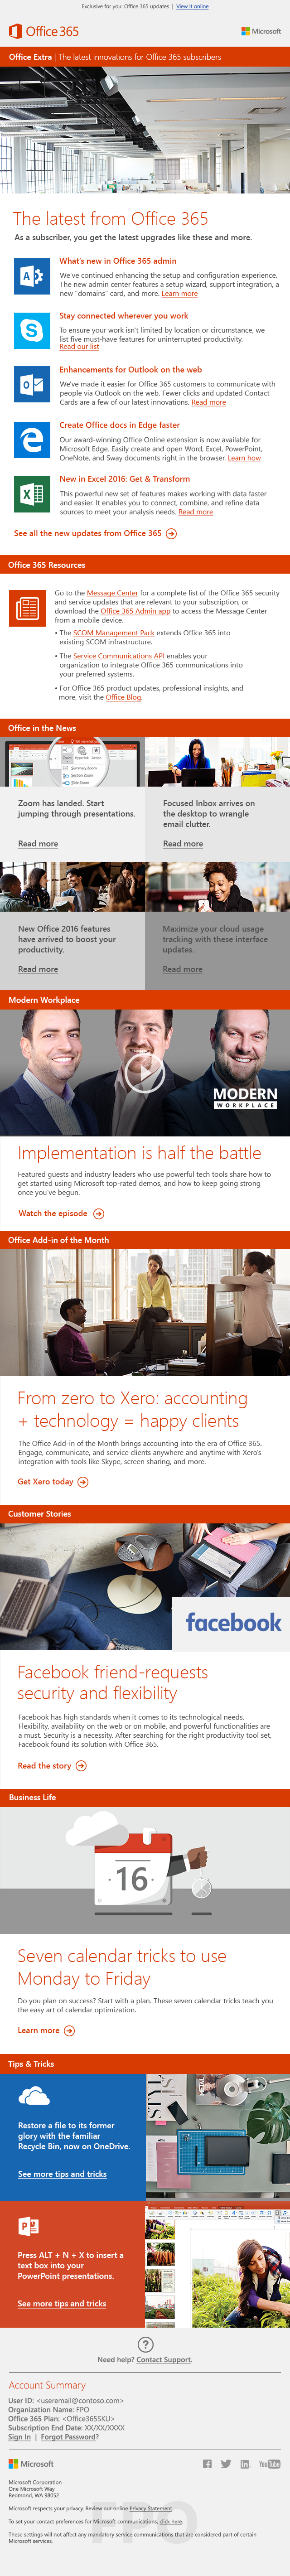 Exclusive for you: Office 365 updates | View it online
Office 365
Microsoft
Office Extra | The latest innovations for Office 365 subscribers
The latest from Office 365
As a subscriber, you get the latest upgrades like these and more.
What's new in Office 365 admin
We've continued enhancing the setup and configuration experience.
The new admin center features a setup wizard, support integration, a
new "domains" card, and more. Learn more
Stay connected wherever you work
To ensure your work isn't limited by location or circumstance, we
list five must-have features for uninterrupted productivity.
Read our list
Enhancements for Outlook on the web
We've made it easier for Office 365 customers to communicate with
people via Outlook on the web. Fewer clicks and updated Contact
Cards are a few of our latest innovations. Read more
Create Office docs in Edge faster
Our award-winning Office Online extension is now available for
Microsoft Edge. Easily create and open Word, Excel, PowerPoint,
OneNote, and Sway documents right in the browser. Learn how
New in Excel 2016: Get & Transform
This powerful new set of features makes working with data faster
and easier. It enables you to connect, combine, and refine data
sources to meet your analysis needs. Read more
See all the new updates from Office 365
Office 365 Resources
Go to the Message Center for a complete list of the Office 365 security
and service updates that are relevant to your subscription, or
download the Office 365 Admin app to access the Message Center
from a mobile device.
• The SCOM Management Pack extends Office 365 into
existing SCOM infrastructure.
• The Service Communications API enables your
organization to integrate Office 365 communications into
your preferred systems.
• For Office 365 product updates, professional insights, and
more, visit the Office Blog.
Office in the News
Zoom has landed. Start
jumping through presentations.
Read more
Focused Inbox arrives on
the desktop to wrangle
email clutter.
Read more
New Office 2016 features
have arrived to boost your
productivity.
Read more
Maximize your cloud usage
tracking with these interface
updates.
Read more
Modern Workplace
MODERN
WORKPLACE
Implementation is half the battle
Featured guests and industry leaders who use powerful tech tools share how to
get started using Microsoft top-rated demos, and how to keep going strong
once you've begun.
Watch the episode
Office Add-in of the Month
From zero to Xero: accounting
+ technology = happy clients
The Office Add-in of the Month brings accounting into the era of Office 365.
Engage, communicate, and service clients anywhere and anytime with Xero's
integration with tools like Skype, screen sharing, and more.
Get Xero today
Customer Stories
facebook
Facebook friend-requests
security and flexibility
Facebook has high standards when it comes to its technological needs.
Flexibility, availability on the web or on mobile, and powerful functionalities are
a must. Security is a necessity. After searching for the right productivity tool set,
Facebook found its solution with Office 365.
Read the story
Business Life
16
Seven calendar tricks to use
Monday to Friday
Do you plan on success? Start with a plan. These seven calendar tricks teach you
the easy art of calendar optimization.
Learn more
Tips & Tricks
Restore a file to its former
glory with the familiar
Recycle Bin, now on OneDrive.
See more tips and tricks
Press ALT + N + X to insert a
text box into your
PowerPoint presentations.
See more tips and tricks
Need help? Contact Support.
Account Summary
User ID: <useremail@contoso.com>
Organization Name: FPO
Office 365 Plan: <Office365SKU>
Subscription End Date: XX/XX/XXXX
Sign In | Forgot Password?
Microsoft
YouTube
Microsoft Corporation
One Microsoft Way
Redmond, WA 98052
Microsoft respects your privacy. Review our online Privacy Statement.
To set your contact preferences for Microsoft communications, click here.
FPO
These settings will not affect any mandatory service communications that are considered part of certain
Microsoft services.